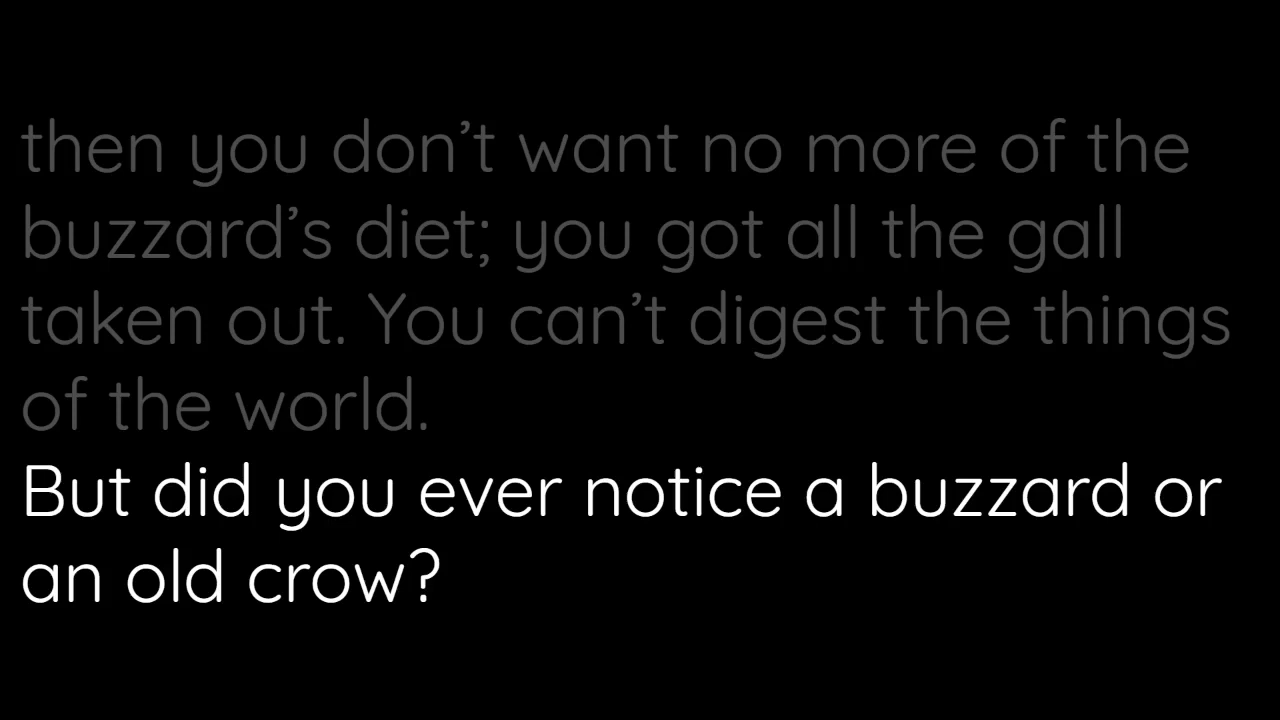 then you don’t want no more of the
buzzard’s diet; you got all the gall
taken out. You can’t digest the things
of the world.
But did you ever notice a buzzard or
an old crow?